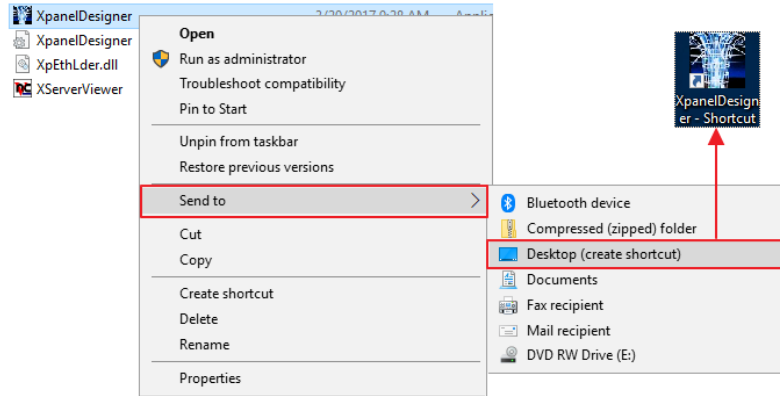 XpanelDesigner
XpanelDesigner
XpEthLder.dll
XServerViewer
Open
Run as administrator
Troubleshoot compatibility
Pin to Start
Unpin from taskbar
Restore previous versions
Send to
Cut
Copy
Create shortcut
Delete
Rename
Properties
Bluetooth device
Compressed (zipped) folder
Desktop (create shortcut)
Documents
Fax recipient
Mail recipient
DVD RW Drive (E:)
XpanelDesign
er - Shortcut